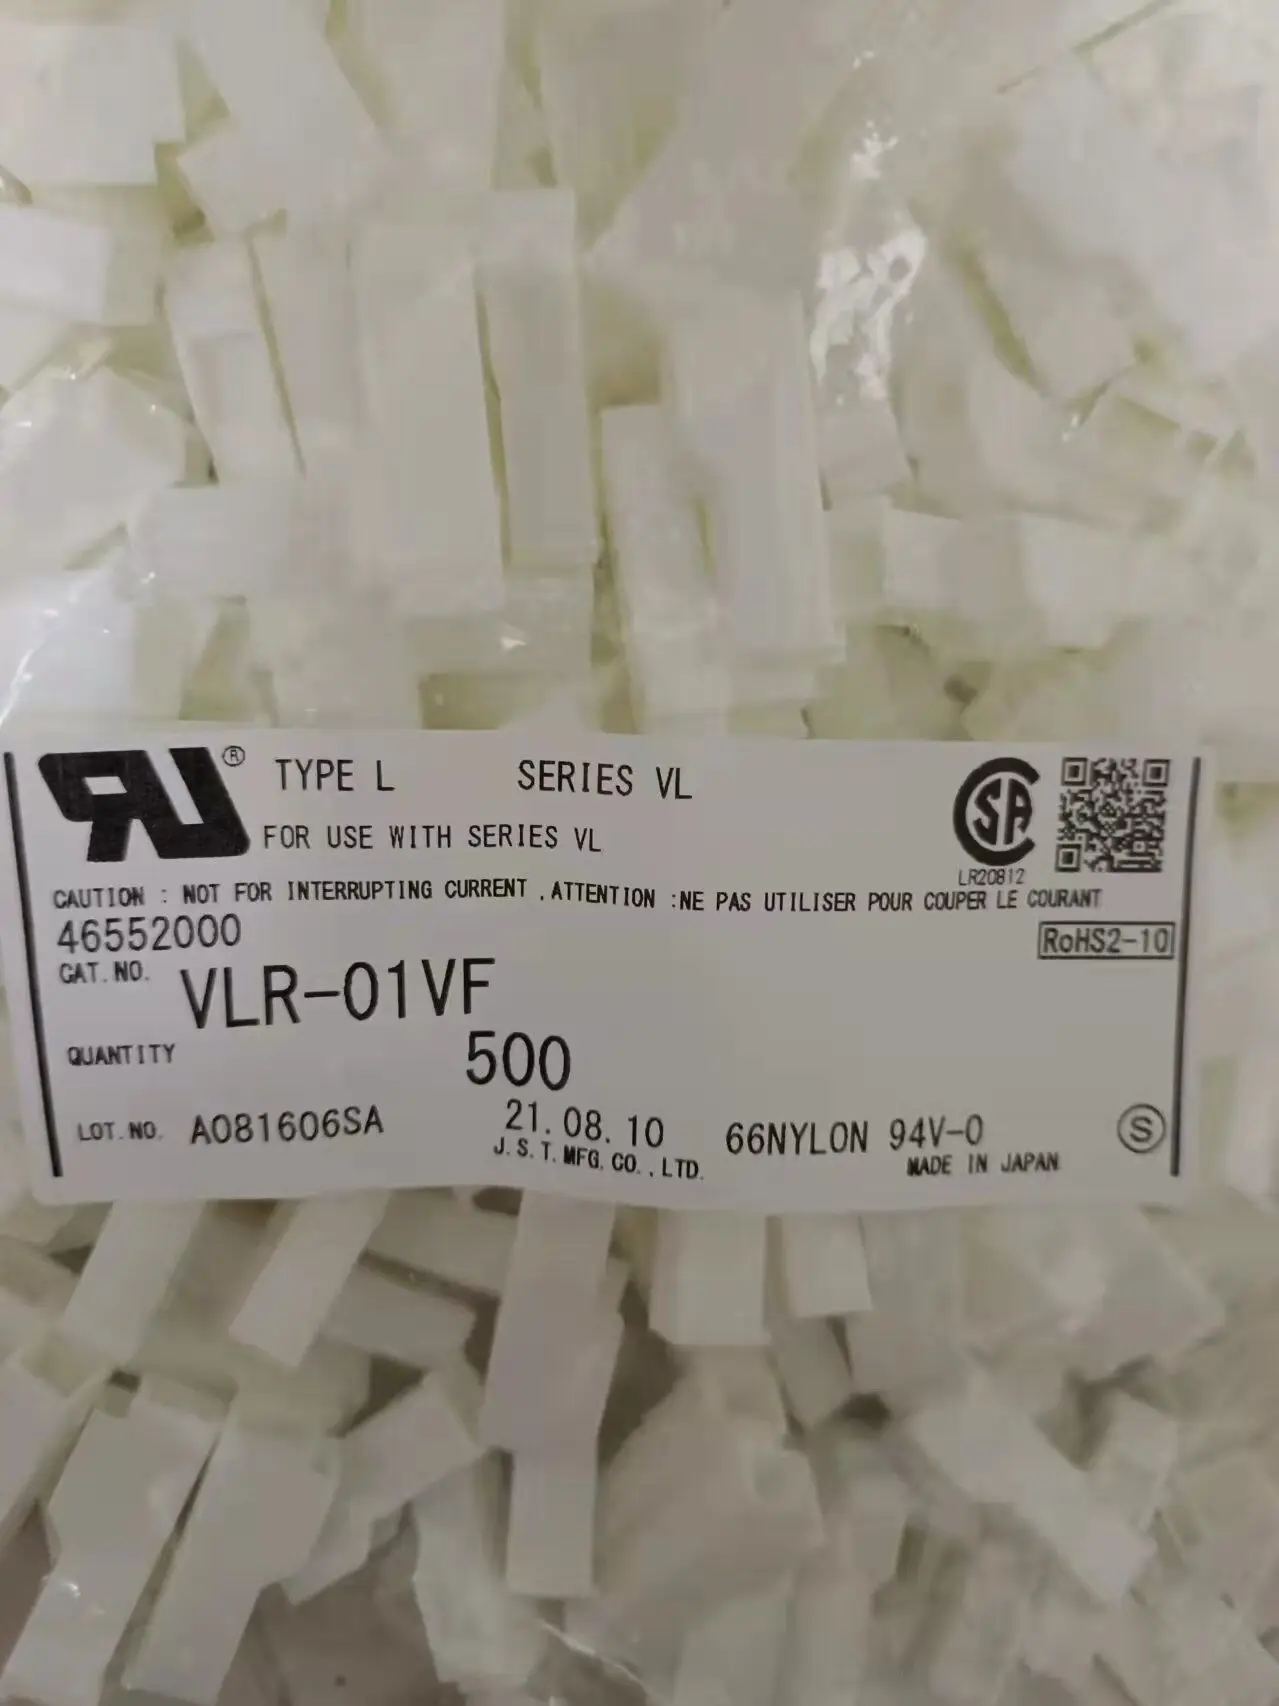 ® TYPE L SERIES VL
FOR USE WITH SERIES VL
CSA
LR20812
CAUTION : NOT FOR INTERRUPTING CURRENT . ATTENTION :NE PAS UTILISER POUR COUPER LE COURANT
46552000
RoHS2-10
CAT. NO. VLR-01VF
QUANTITY 500
LOT. NO. A081606SA 21. 08. 10 66NYLON 94V-0 S
J. S. T. MFG. CO. , LTD. MADE IN JAPAN